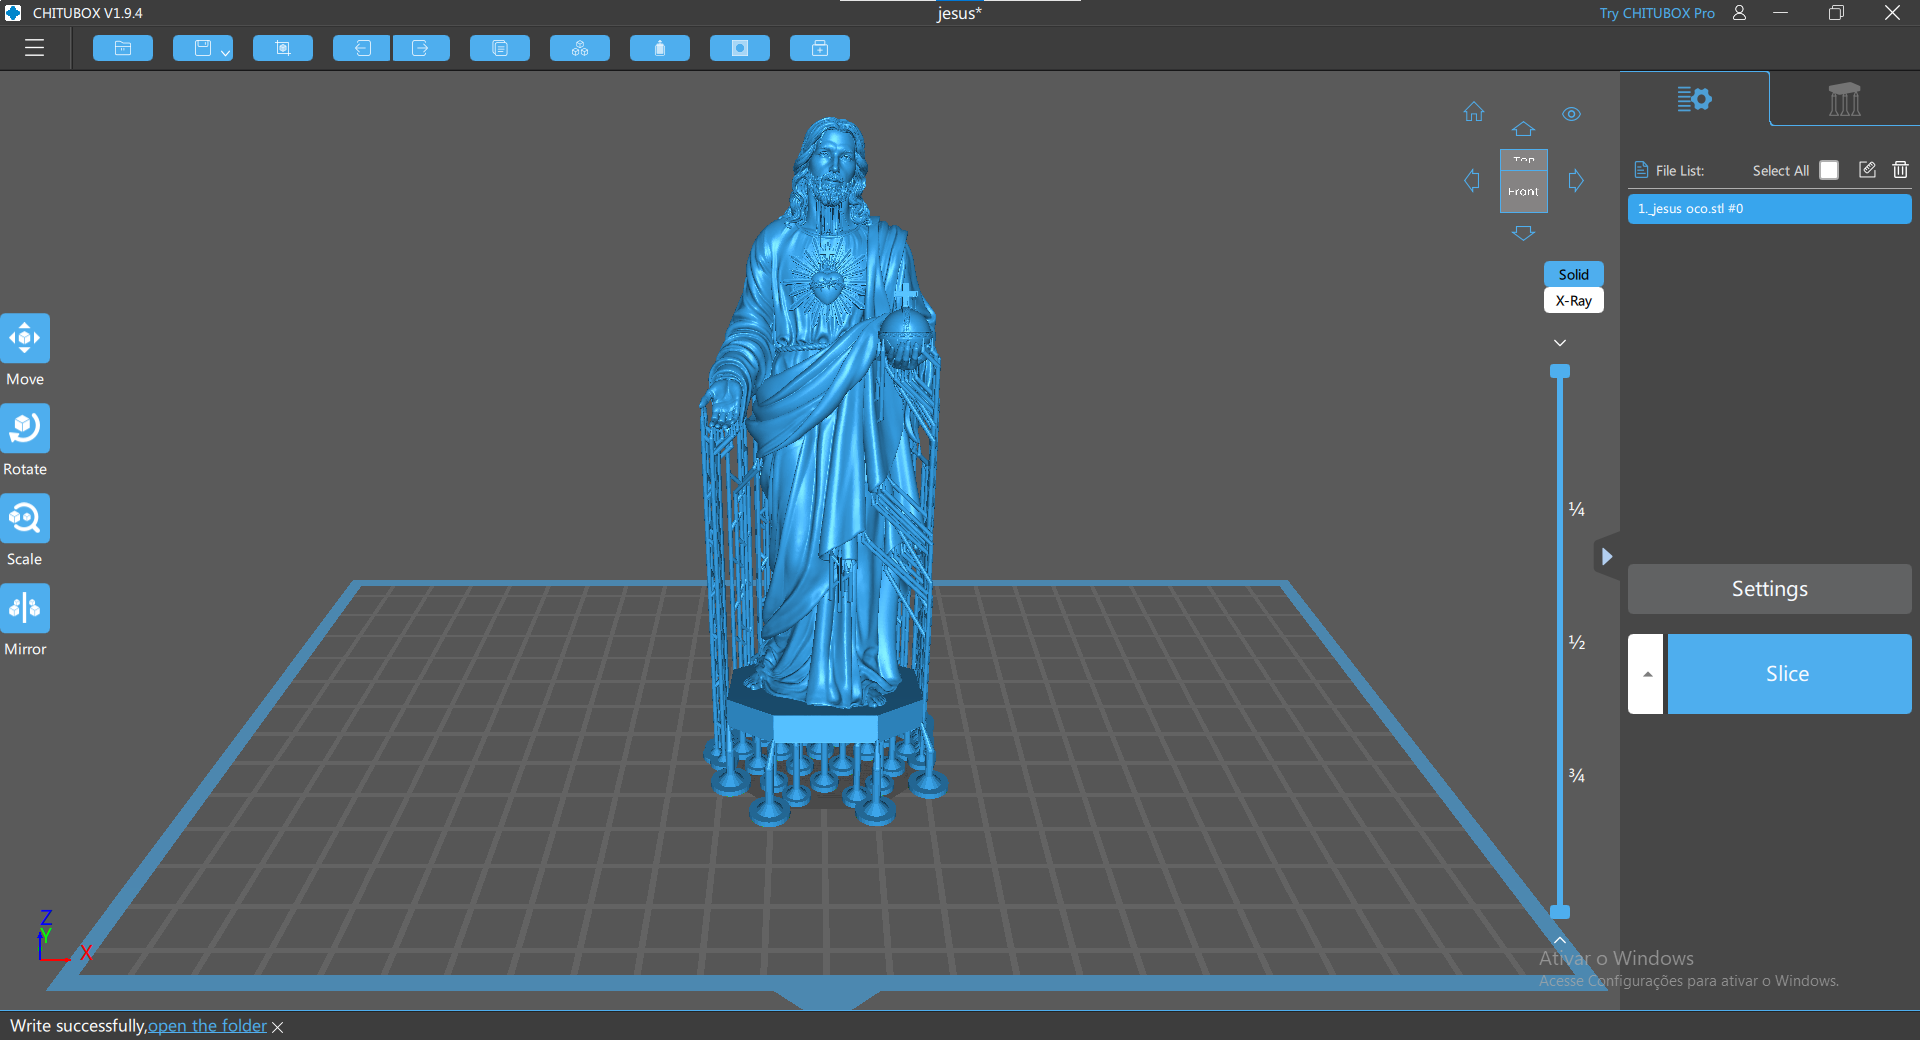 CHITUBOX V1.9.4
jesus*
Try CHITUBOX Pro
File List:
Select All
1._jesus oco.stl #0
Top
Front
Solid
X-Ray
Move
Rotate
Scale
Mirror
¼
½
¾
Settings
Slice
Z
Y
X
Ativar o Windows
Acesse Configurações para ativar o Windows.
Write successfully,open the folder